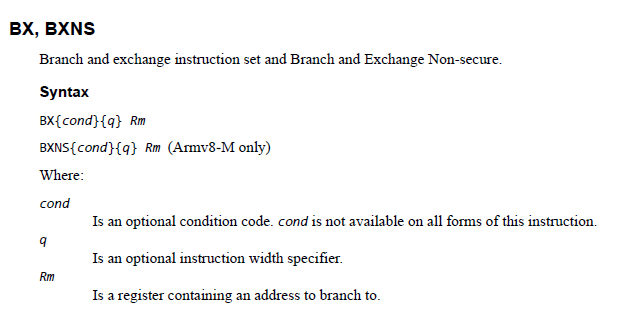 BX, BXNS
Branch and exchange instruction set and Branch and Exchange Non-secure.
Syntax
BX{cond}{q} Rm
BXNS{cond}{q} Rm (Armv8-M only)
Where:
cond
Is an optional condition code. cond is not available on all forms of this instruction.
q
Is an optional instruction width specifier.
Rm
Is a register containing an address to branch to.